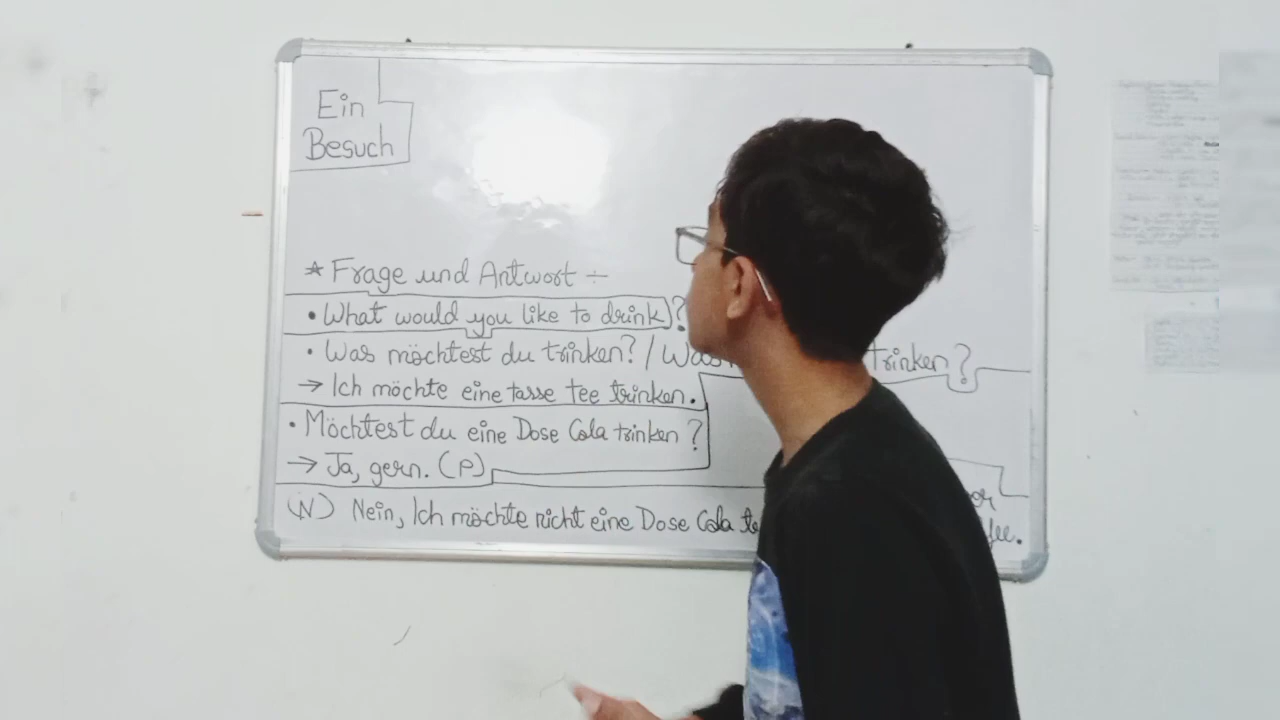 Ein
Besuch
* Frage und Antwort ÷
• What would you like to drink)?
• Was möchtest du trinken? / Was trinken?
→ Ich möchte eine tasse tee trinken.
• Möchtest du eine Dose Cola trinken ?
→ Ja, gern. (P)
(N) Nein, Ich möchte nicht eine Dose Cola